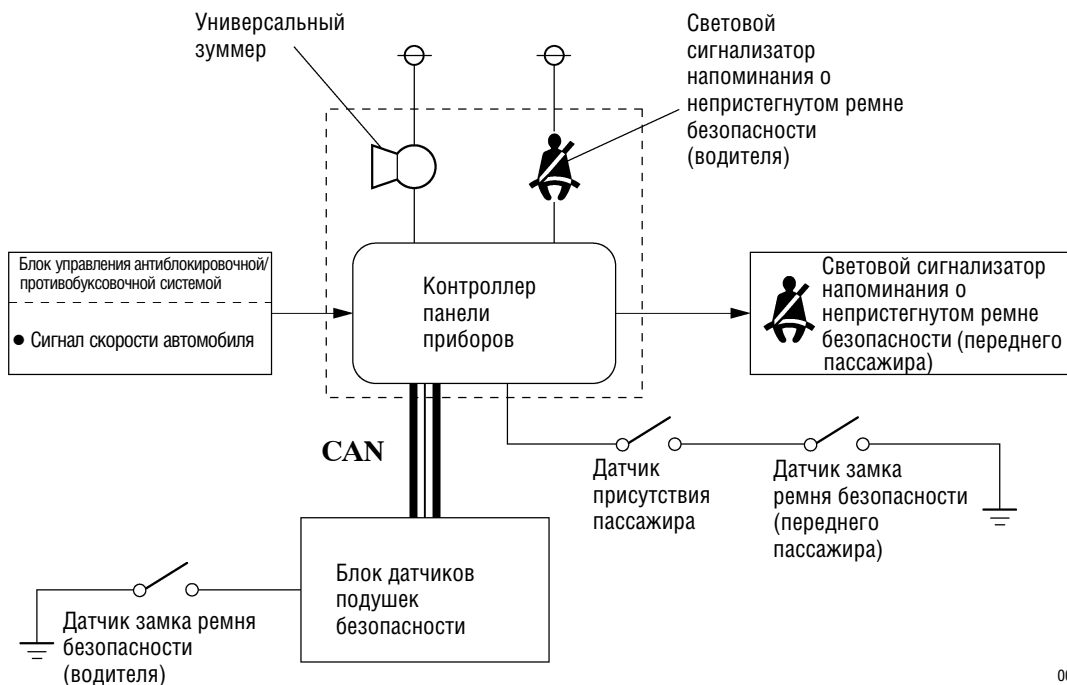 Универсальный
зуммер
Световой
сигнализатор
напоминания о
непристегнутом ремне
безопасности
(водителя)
Блок управления антиблокировочной/
противобуксовочной системой
● Сигнал скорости автомобиля
Контроллер
панели
приборов
Световой сигнализатор
напоминания о
непристегнутом ремне
безопасности (переднего
пассажира)
CAN
Датчик
присутствия
пассажира
Датчик замка
ремня безопасности
(переднего
пассажира)
Блок датчиков
подушек
безопасности
Датчик замка ремня
безопасности
(водителя)